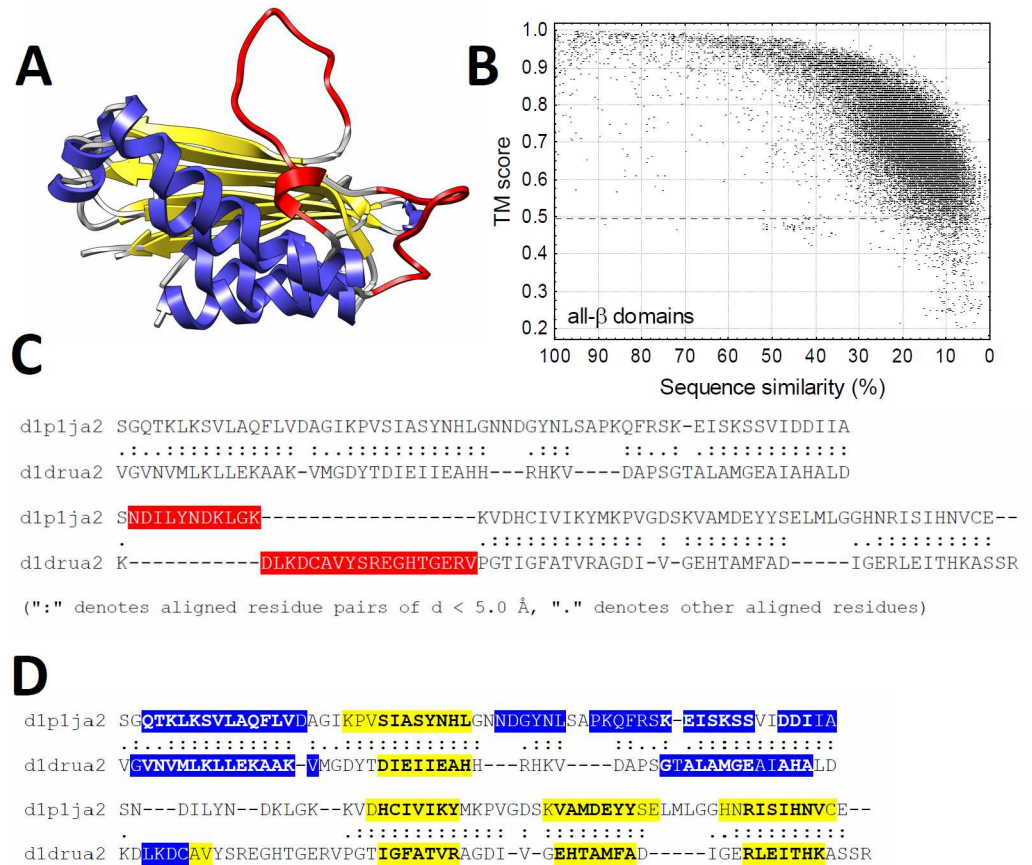 A
B
TM score
1.0
0.9
0.8
0.7
0.6
0.5
0.4
0.3
0.2
all-β domains
100 90 80 70 60 50 40 30 20 10 0
Sequence similarity (%)
C
d1p1ja2 SGQTKLKSVLAQFLVDAGIKPVSIASYNHLGNNDGYNLSAPKQFRSK-EISKSSVIDDIIA
d1drua2 VGVNVMLKLLEKAAK-VMGDYTDIEIIEAHH---RHKV----DAPSGTALAMGEAIAHALD
d1p1ja2 SNDILYNDKLGK------------------KVDHCIVIKYMKPVGDSKVAMDEYYSELMLGGHNRISIHNVCE--
d1drua2 K-----------DLKDCAVYSREGHTGERVPGTIGFATVRAGDI-V-GEHTAMFAD-----IGERLEITHKASSR
(":" denotes aligned residue pairs of d < 5.0 Å, "." denotes other aligned residues)
D
d1p1ja2 SGQTKLKSVLAQFLVDAGIKPVSIASYNHLGNNDGYNLSAPKQFRSK-EISKSSVIDDIIA
d1drua2 VGVNVMLKLLEKAAK-VMGDYTDIEIIEAHH---RHKV----DAPSGTALAMGEAIAHALD
d1p1ja2 SN---DILYN--DKLGK--KVDHCIVIKYMKPVGDSKVAMDEYYSELMLGGHNRISIHNVCE--
d1drua2 KDLKDCAVYSREGHTGERVPGTIGFATVRAGDI-V-GEHTAMFAD-----IGERLEITHKASSR